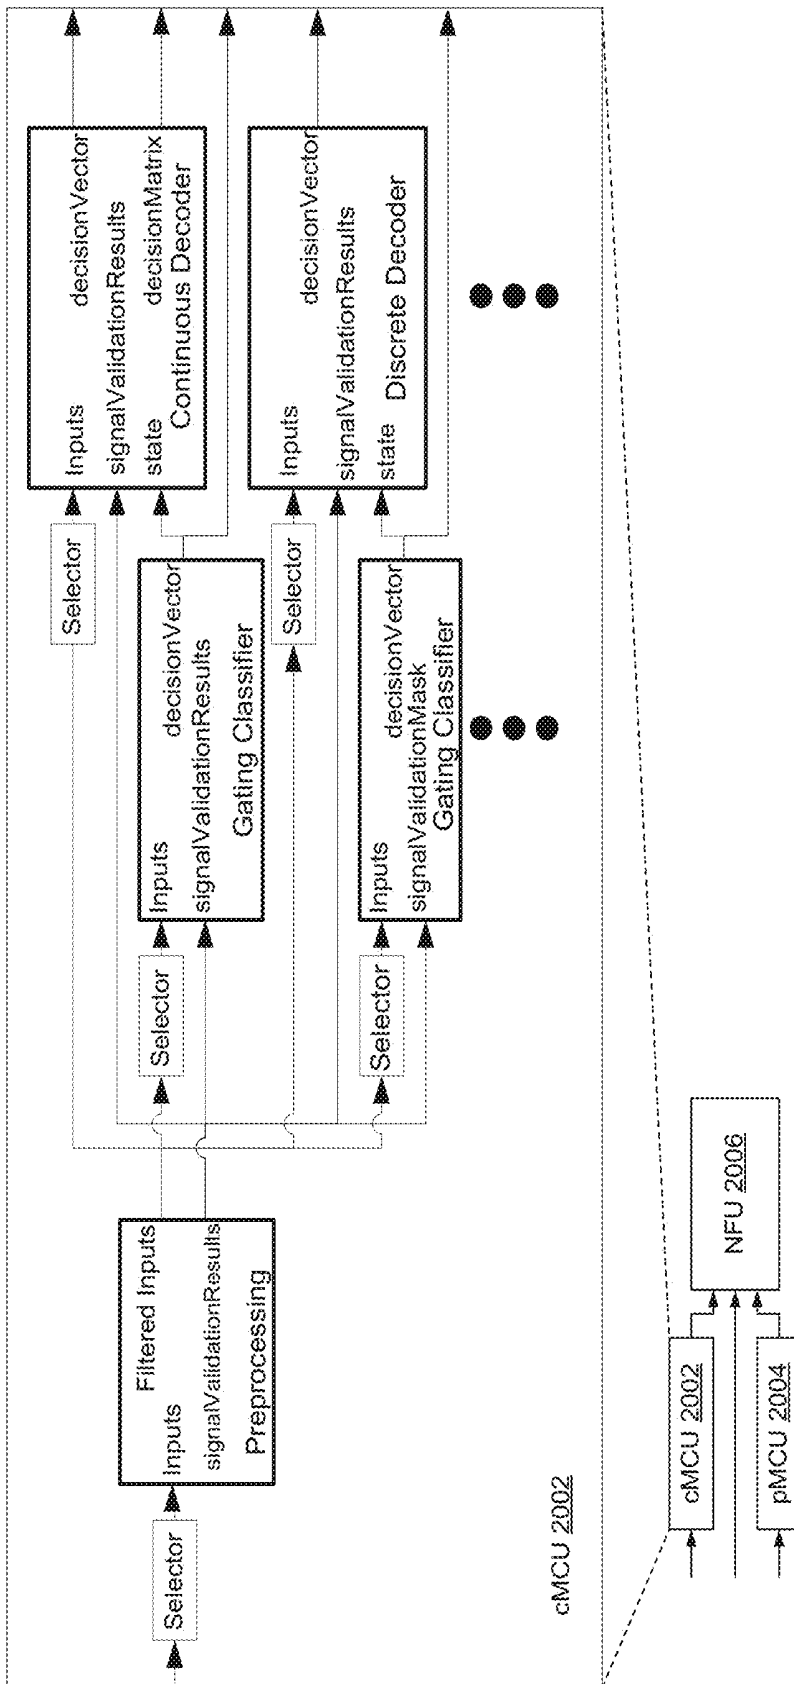 Selector
Filtered Inputs
Inputs
signalValidationResults
Preprocessing
Selector
Inputs
decisionVector
signalValidationResults
Gating Classifier
Selector
Inputs
decisionVector
signalValidationResults
state
decisionMatrix
Continuous Decoder
Selector
Inputs
decisionVector
signalValidationMask
Gating Classifier
Selector
Inputs
decisionVector
signalValidationResults
state
Discrete Decoder
cMCU 2002
cMCU 2002
pMCU 2004
NFU 2006